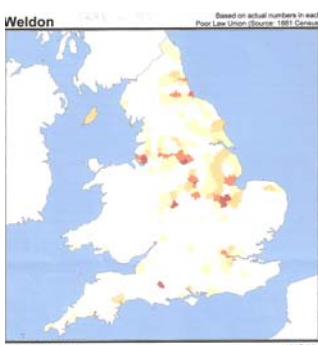 Weldon
Based on actual numbers in each
Poor Law Union (Source: 1881 Census